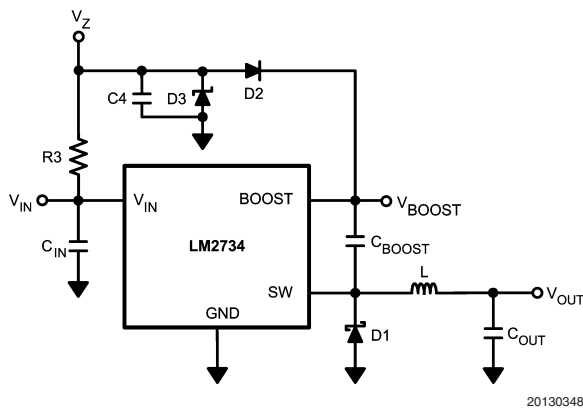 VZ
C4
D3
D2
R3
VIN
VIN
BOOST
VBOOST
CIN
LM2734
CBOOST
L
SW
VOUT
GND
D1
COUT
20130348